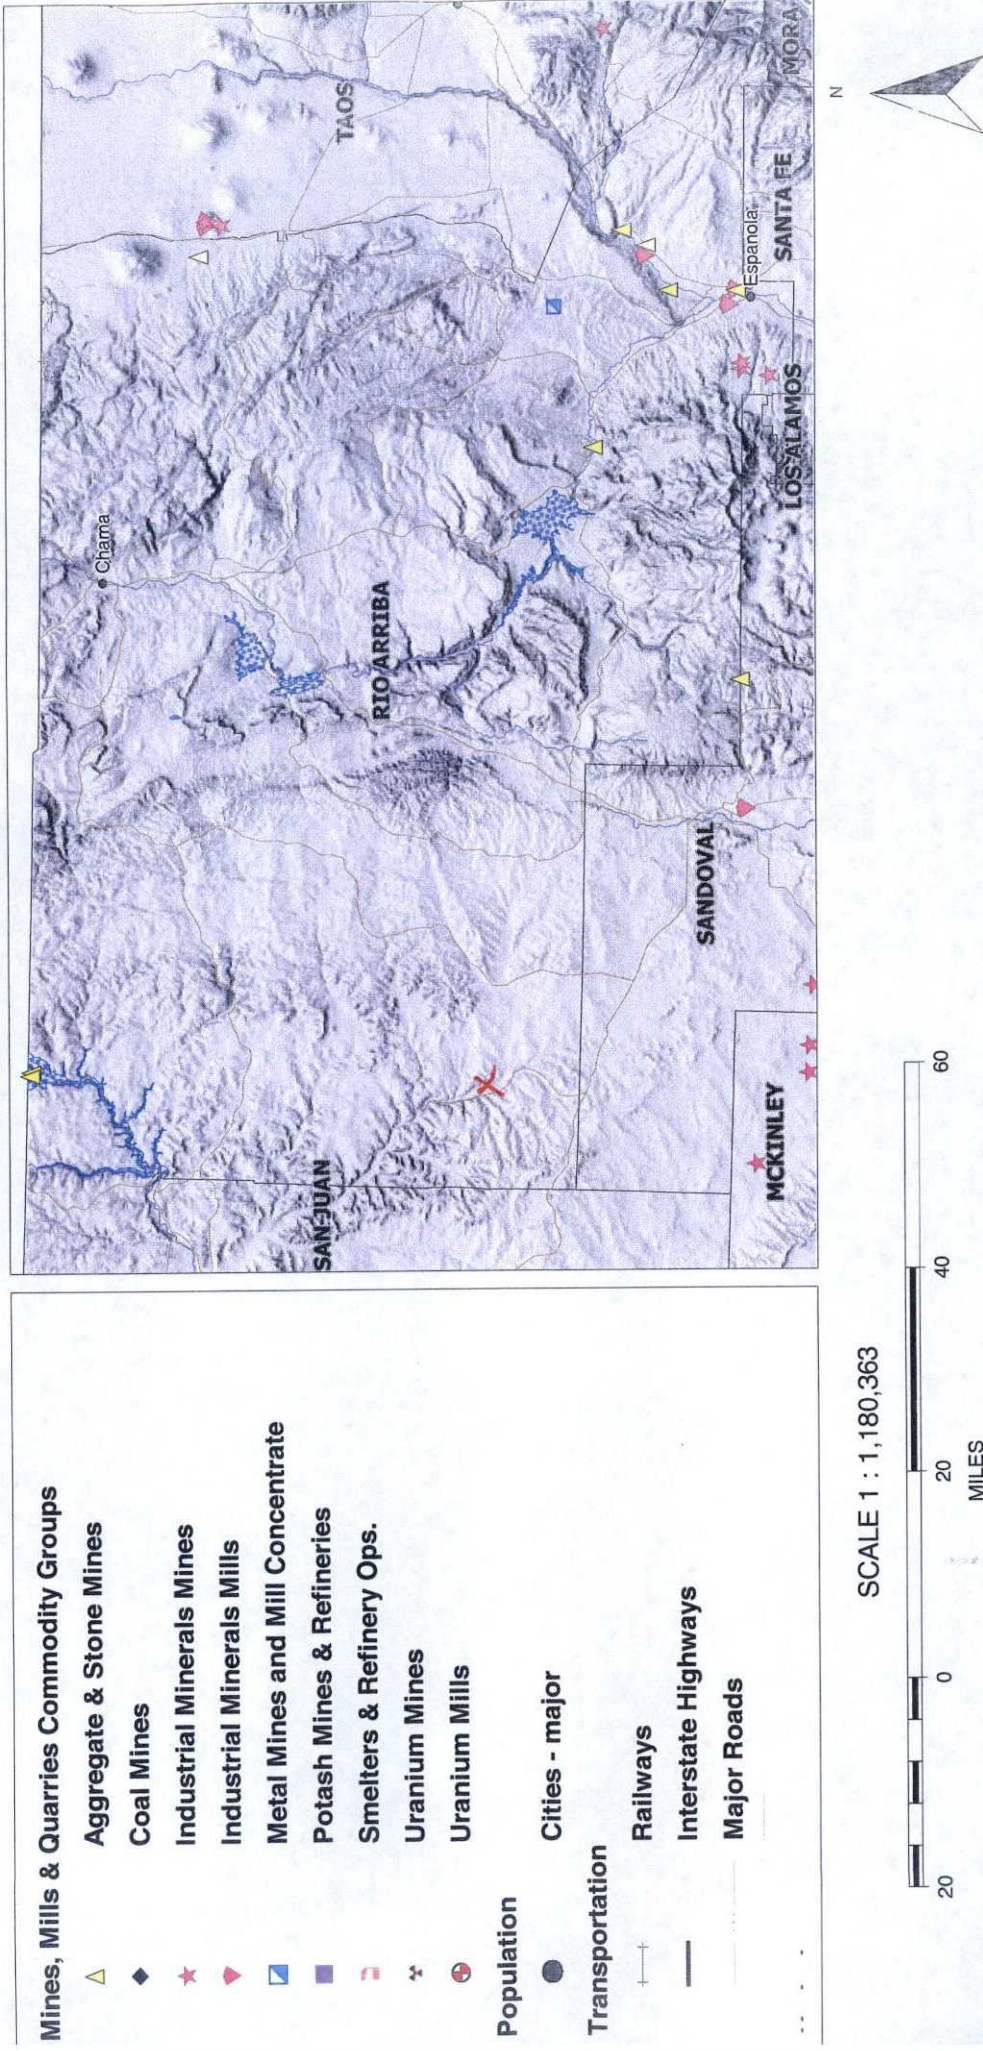 Mines, Mills & Quarries Commodity Groups
Aggregate & Stone Mines
Coal Mines
Industrial Minerals Mines
Industrial Minerals Mills
Metal Mines and Mill Concentrate
Potash Mines & Refineries
Smelters & Refinery Ops.
Uranium Mines
Uranium Mills
Population
Cities - major
Transportation
Railways
Interstate Highways
Major Roads
Chama
TAOS
RIO ARRIBA
SAN JUAN
SANDOVAL
MCKINLEY
LOS ALAMOS
Espanola
SANTA FE
MORA
N
SCALE 1 : 1,180,363
20
0
20
40
60
MILES